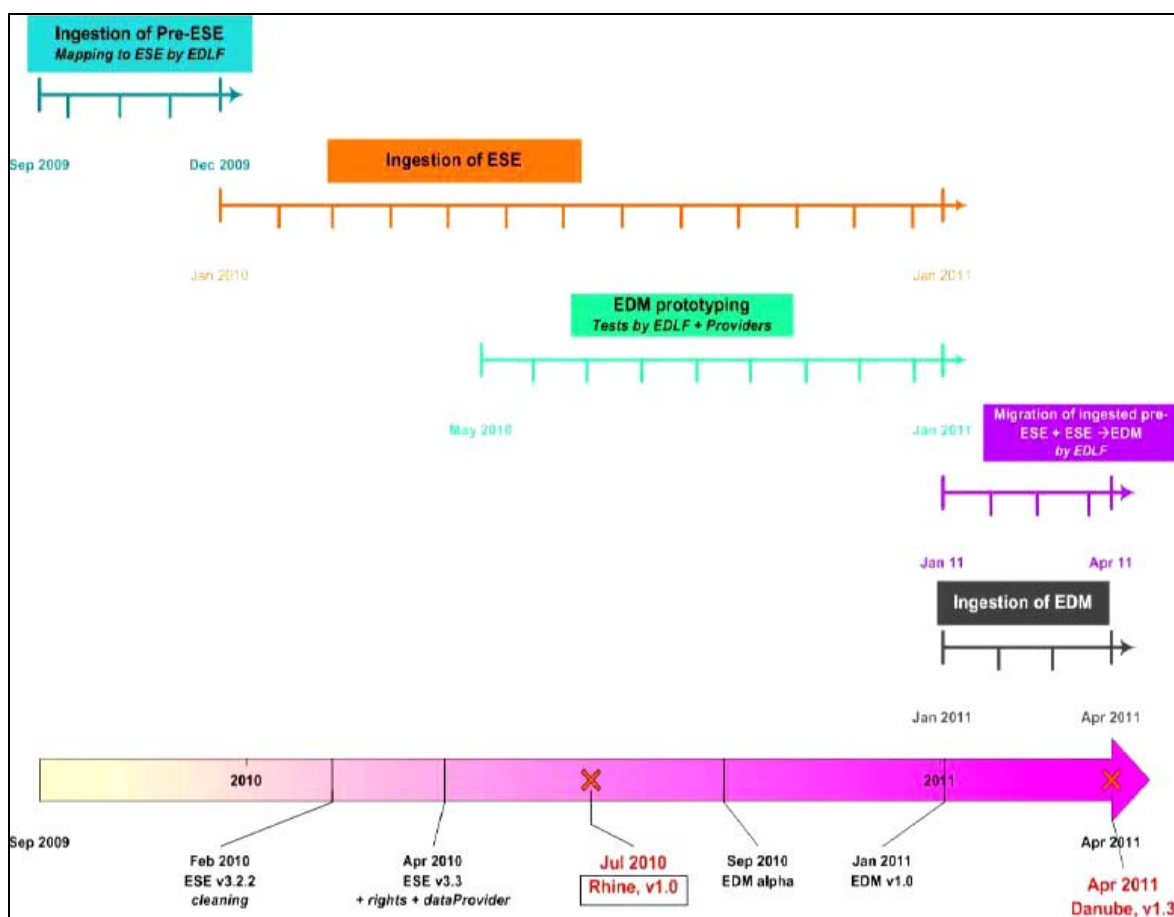 Ingestion of Pre-ESE
Mapping to ESE by EDLF
Sep 2009
Dec 2009
Ingestion of ESE
Jan 2010
Jan 2011
EDM prototyping
Tests by EDLF + Providers
May 2010
Jan 2011
Migration of ingested pre-
ESE + ESE →EDM
by EDLF
Jan 11
Apr 11
Ingestion of EDM
Jan 2011
Apr 2011
2010
2011
Sep 2009
Apr 2011
Feb 2010
ESE v3.2.2
cleaning
Apr 2010
ESE v3.3
+ rights + dataProvider
Jul 2010
Rhine, v1.0
Sep 2010
EDM alpha
Jan 2011
EDM v1.0
Apr 2011
Danube, v1.3